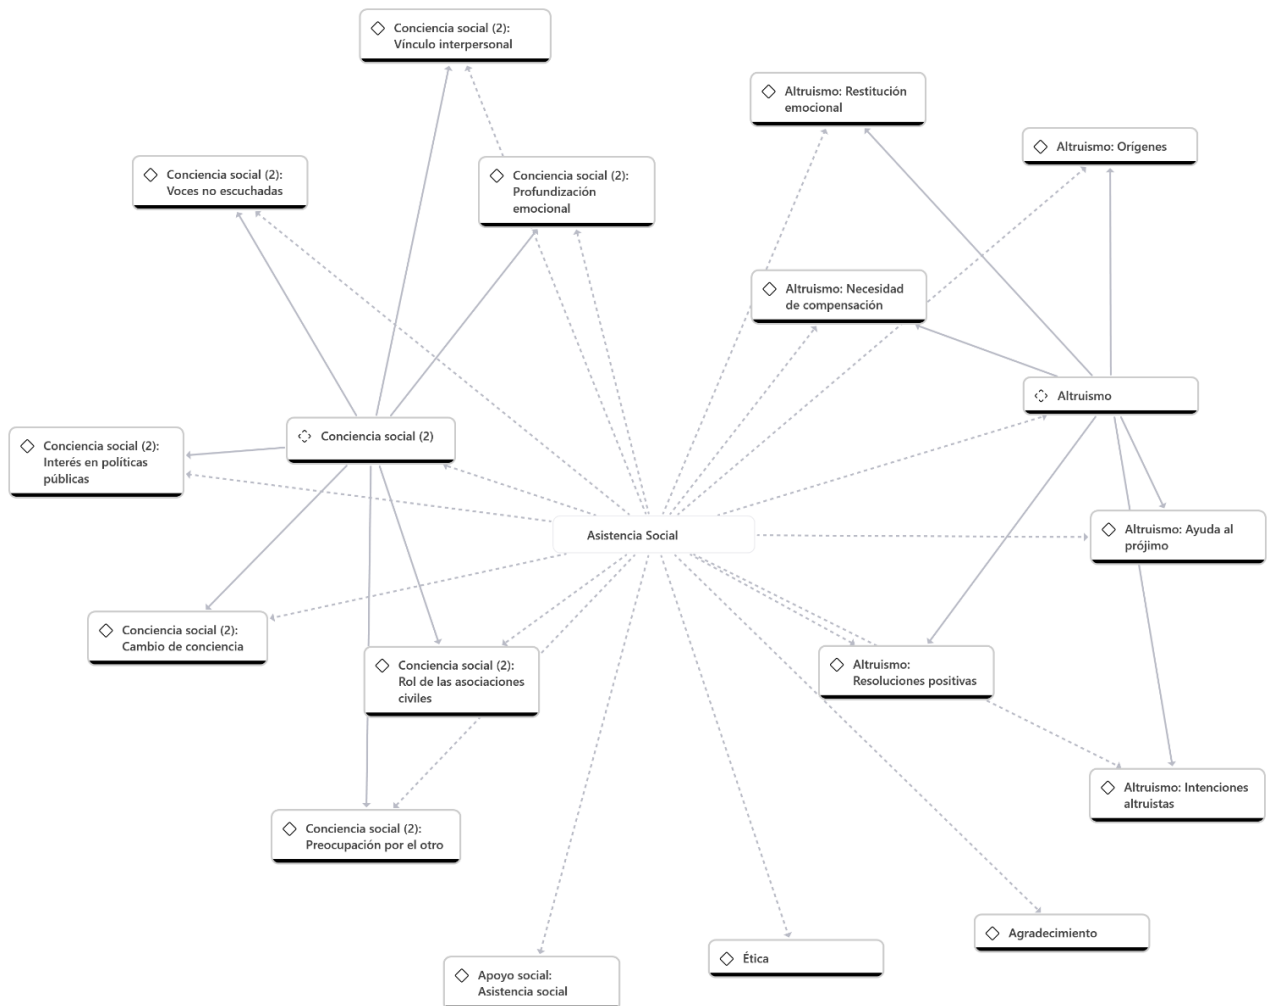 Conciencia social (2):
Vínculo interpersonal
Altruismo: Restitución
emocional
Altruismo: Orígenes
Conciencia social (2):
Voces no escuchadas
Conciencia social (2):
Profundización
emocional
Altruismo: Necesidad
de compensación
Altruismo
Conciencia social (2)
Conciencia social (2):
Interés en políticas
públicas
Asistencia Social
Altruismo: Ayuda al
prójimo
Conciencia social (2):
Cambio de conciencia
Conciencia social (2):
Rol de las asociaciones
civiles
Altruismo:
Resoluciones positivas
Altruismo: Intenciones
altruistas
Conciencia social (2):
Preocupación por el otro
Agradecimiento
Ética
Apoyo social:
Asistencia social